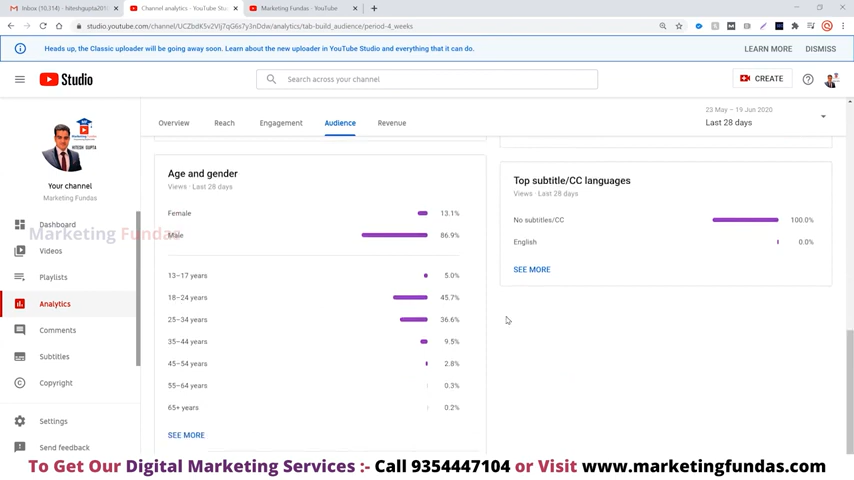 Inbox (10,714) - hiteshgupta201
Channel analytics - YouTube St
Marketing Fundas - YouTube
studio.youtube.com/channel/UCZbdK5v2Vlj7qG6s7y3nDdw/analytics/tab-build_audience/period-4_weeks
Heads up, the Classic uploader will be going away soon. Learn about the new uploader in YouTube Studio and everything that it can do.
LEARN MORE
DISMISS
Studio
Search across your channel
CREATE
Overview
Reach
Engagement
Audience
Revenue
23 May – 19 Jun 2020
Last 28 days
Your channel
Marketing Fundas
Dashboard
Marketing Fundas
Videos
Playlists
Analytics
Comments
Subtitles
Copyright
Settings
Send feedback
Age and gender
Views · Last 28 days
Female 13.1%
Male 86.9%
13–17 years 5.0%
18–24 years 45.7%
25–34 years 36.6%
35–44 years 9.5%
45–54 years 2.8%
55–64 years 0.3%
65+ years 0.2%
SEE MORE
Top subtitle/CC languages
Views · Last 28 days
No subtitles/CC 100.0%
English 0.0%
SEE MORE
To Get Our Digital Marketing Services :- Call 9354447104 or Visit www.marketingfundas.com